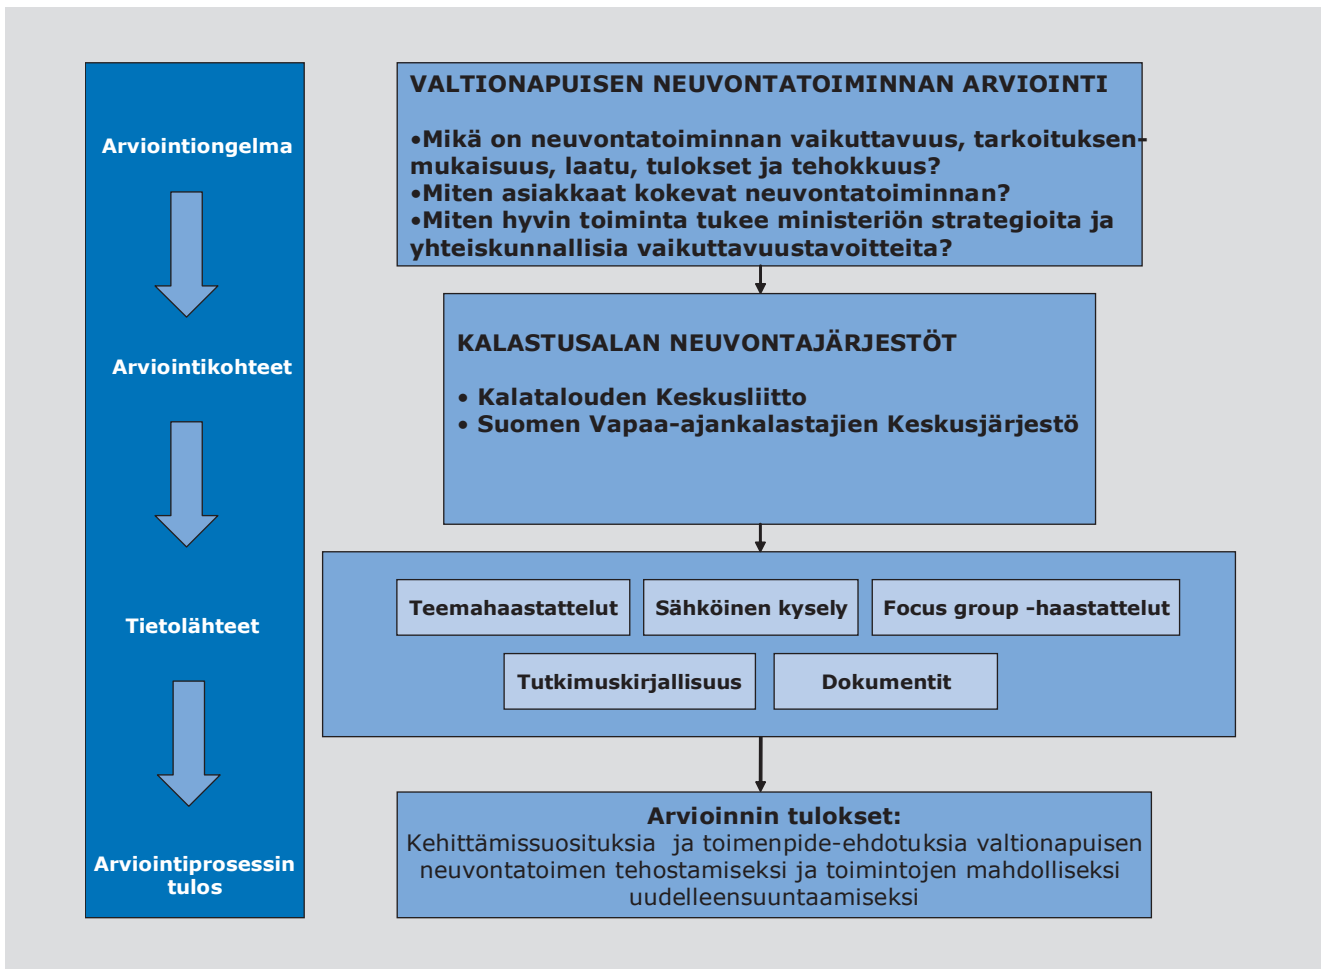 Arviointiongelma
VALTIONAPUISEN NEUVONTATOIMINNAN ARVIOINTI
•Mikä on neuvontatoiminnan vaikuttavuus, tarkoituksen-
mukaisuus, laatu, tulokset ja tehokkuus?
•Miten asiakkaat kokevat neuvontatoiminnan?
•Miten hyvin toiminta tukee ministeriön strategioita ja
yhteiskunnallisia vaikuttavuustavoitteita?
Arviointikohteet
KALASTUSALAN NEUVONTAJÄRJESTÖT
• Kalatalouden Keskusliitto
• Suomen Vapaa-ajankalastajien Keskusjärjestö
Tietolähteet
Teemahaastattelut
Sähköinen kysely
Focus group -haastattelut
Tutkimuskirjallisuus
Dokumentit
Arviointiprosessin
tulos
Arvioinnin tulokset:
Kehittämissuosituksia ja toimenpide-ehdotuksia valtionapuisen
neuvontatoimen tehostamiseksi ja toimintojen mahdolliseksi
uudelleensuuntaamiseksi